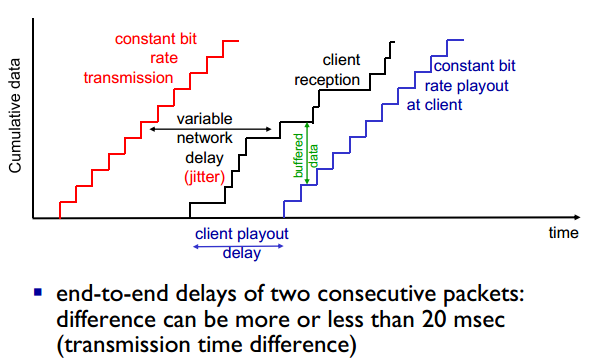 constant bit
rate
transmission
Cumulative data
variable
network
delay
(jitter)
client
reception
buffered
data
constant bit
rate playout
at client
client playout
delay
time
▪ end-to-end delays of two consecutive packets:
difference can be more or less than 20 msec
(transmission time difference)